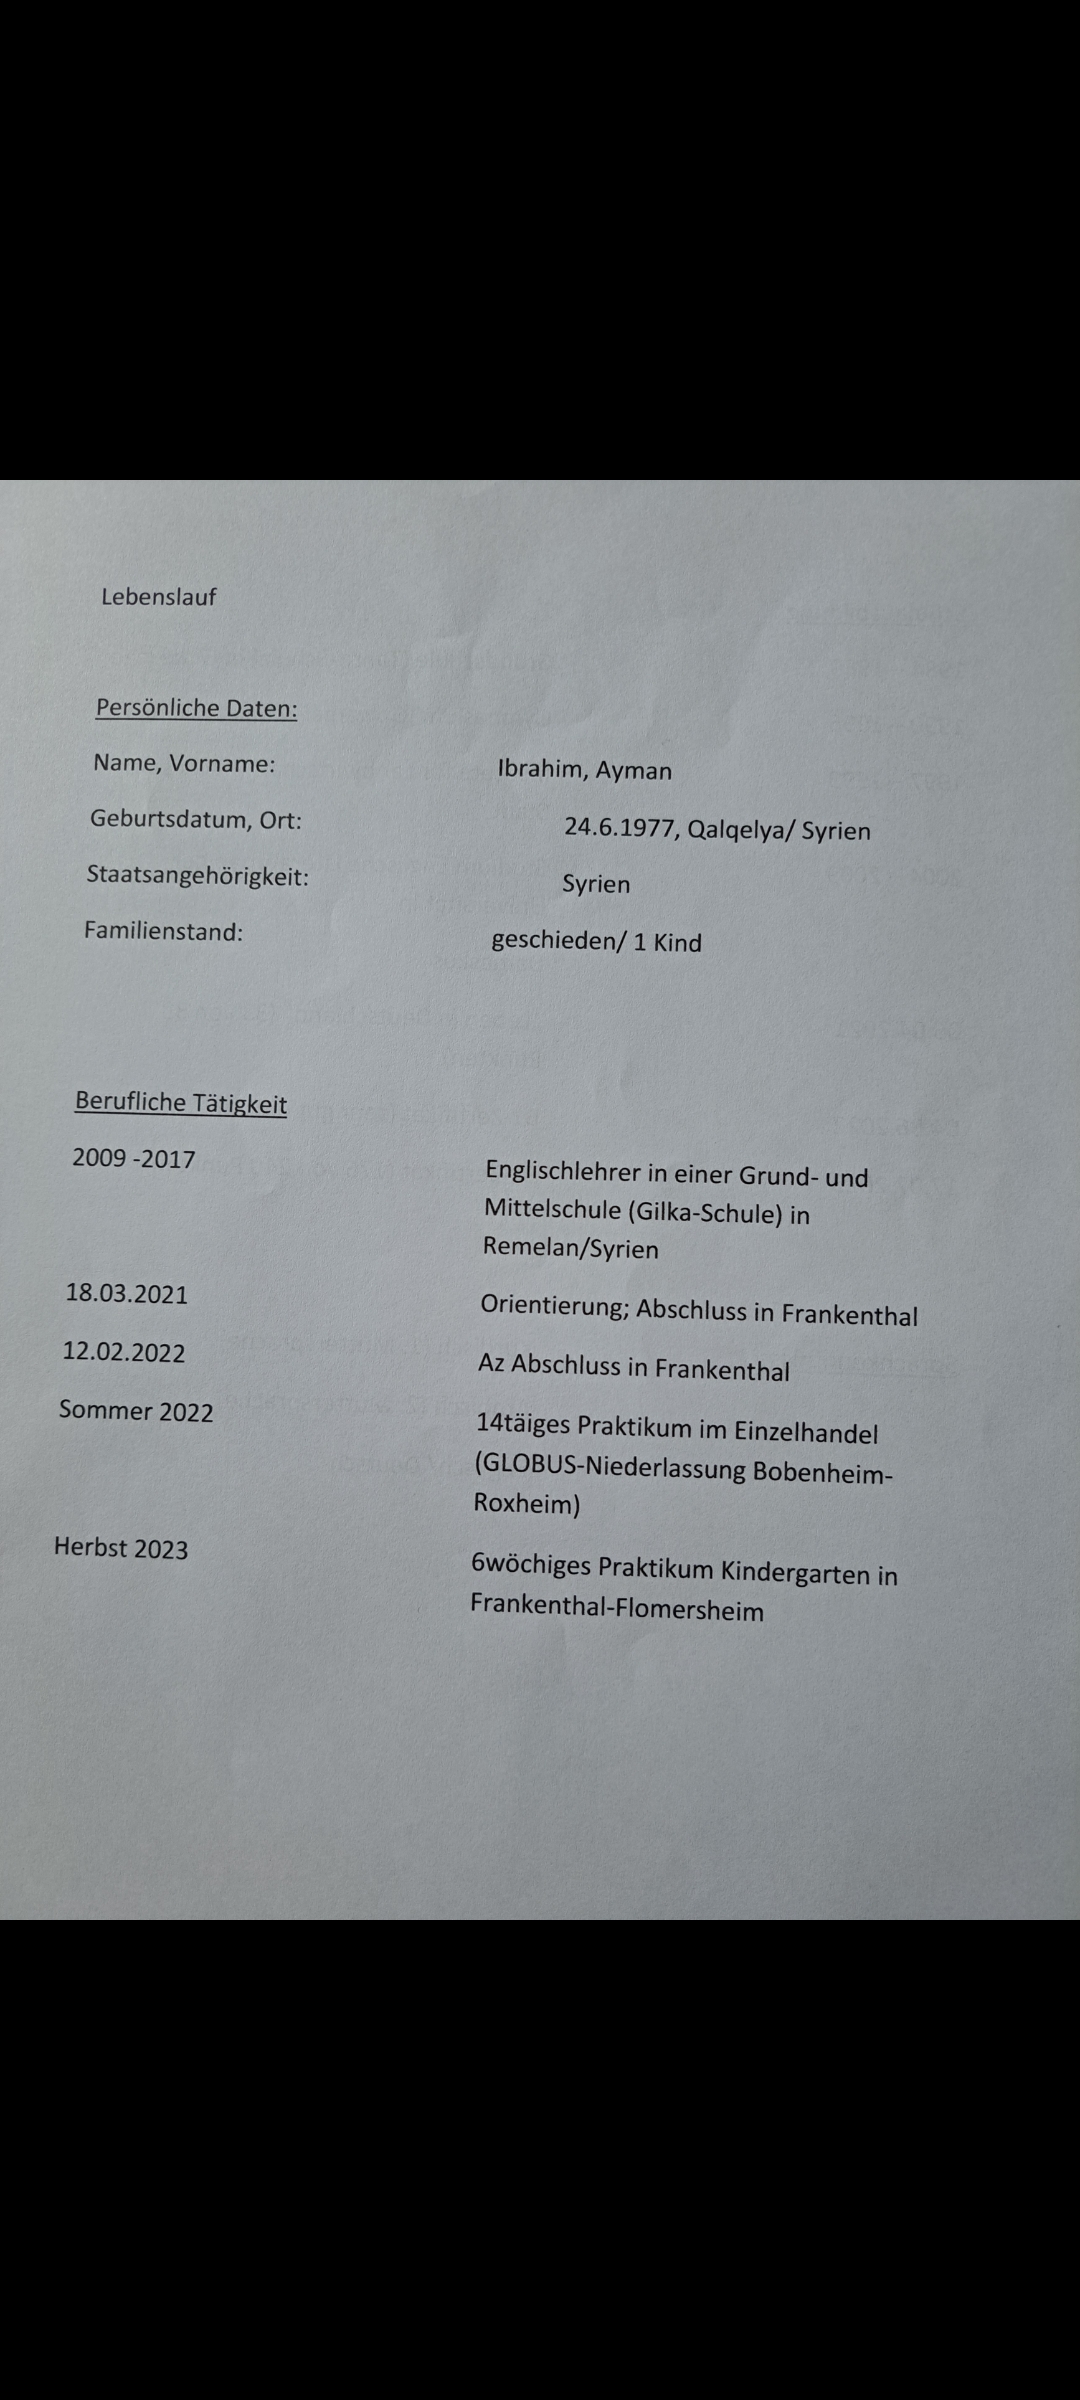 Lebenslauf
Persönliche Daten:
Name, Vorname: Ibrahim, Ayman
Geburtsdatum, Ort: 24.6.1977, Qalqelya/ Syrien
Staatsangehörigkeit: Syrien
Familienstand: geschieden/ 1 Kind
Berufliche Tätigkeit
2009 -2017 Englischlehrer in einer Grund- und
Mittelschule (Gilka-Schule) in
Remelan/Syrien
18.03.2021 Orientierung; Abschluss in Frankenthal
12.02.2022 Az Abschluss in Frankenthal
Sommer 2022 14täiges Praktikum im Einzelhandel
(GLOBUS-Niederlassung Bobenheim-
Roxheim)
Herbst 2023 6wöchiges Praktikum Kindergarten in
Frankenthal-Flomersheim